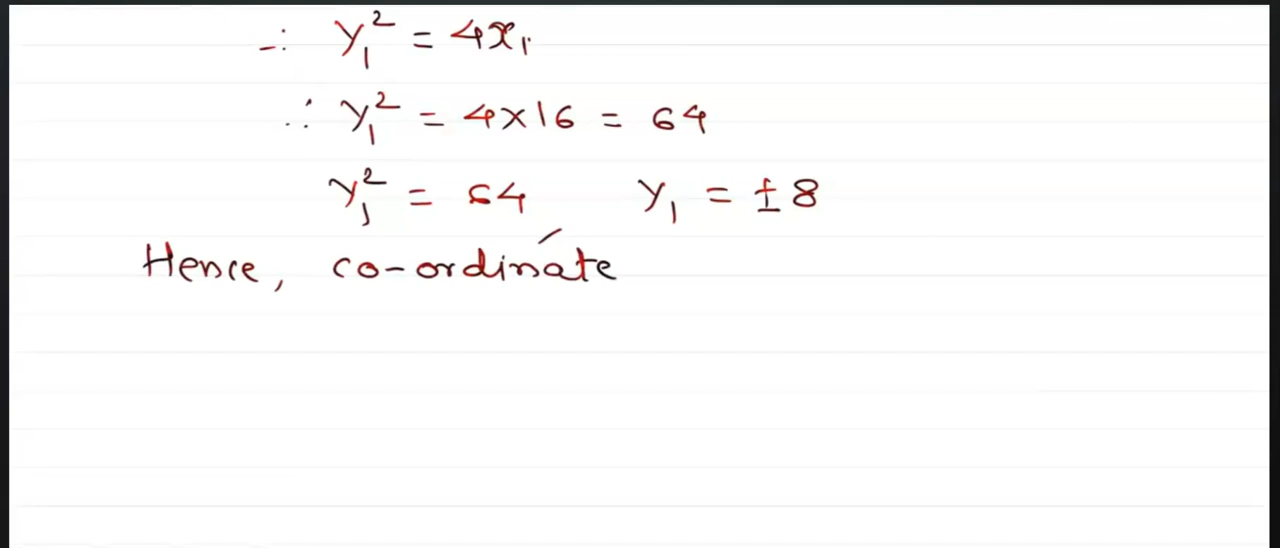 ∴ y₁² = 4x₁
∴ y₁² = 4×16 = 64
y₁² = 64 y₁ = ±8
Hence, co-ordinate